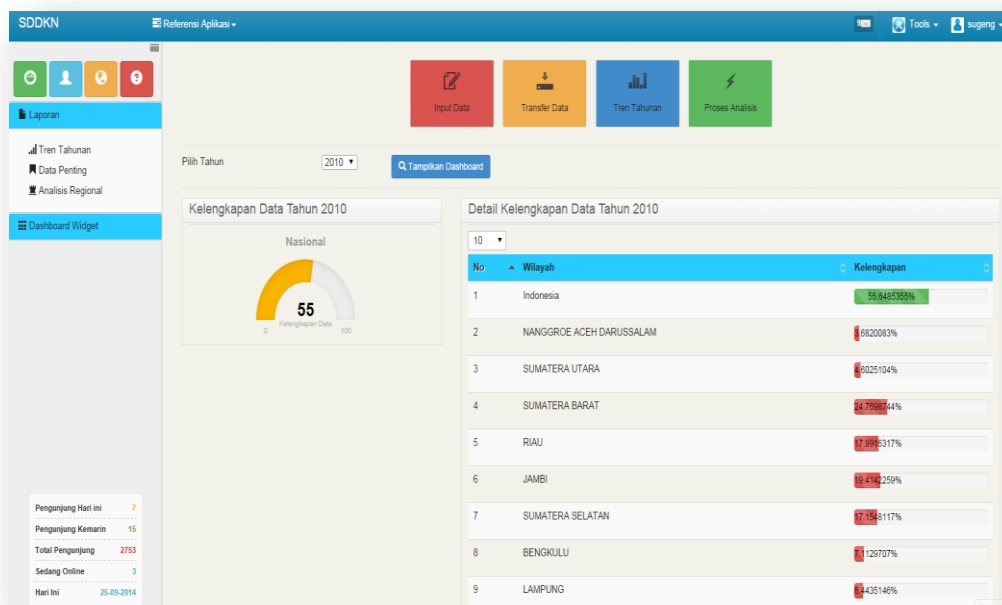 SDDKN
Referensi Aplikasi
Tools
sugeng
Input Data
Transfer Data
Tren Tahunan
Proses Analisis
Laporan
Tren Tahunan
Data Penting
Analisis Regional
Dashboard Widget
Pilih Tahun
2010
Tampilkan Dashboard
Kelengkapan Data Tahun 2010
Nasional
55
Kelengkapan Data
0
100
Detail Kelengkapan Data Tahun 2010
10
No Wilayah Kelengkapan
1 Indonesia 55.6485355%
2 NANGGROE ACEH DARUSSALAM 3.6820083%
3 SUMATERA UTARA 4.6025104%
4 SUMATERA BARAT 24.7698744%
5 RIAU 17.9916317%
6 JAMBI 19.4142259%
7 SUMATERA SELATAN 17.1548117%
8 BENGKULU 7.1129707%
9 LAMPUNG 6.4435146%
Pengunjung Hari ini 7
Pengunjung Kemarin 15
Total Pengunjung 2753
Sedang Online 3
Hari Ini 25-09-2014